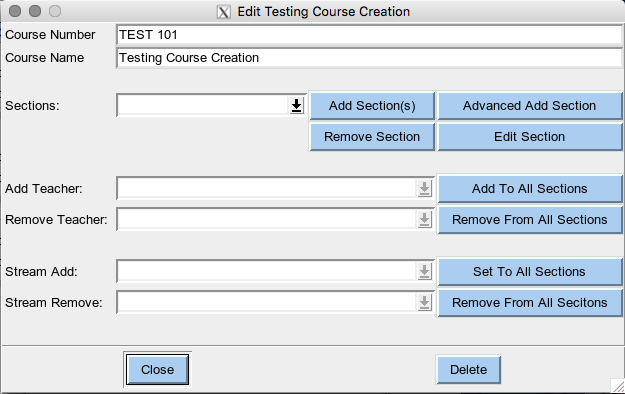 Edit Testing Course Creation
Course Number TEST 101
Course Name Testing Course Creation
Sections: Add Section(s) Advanced Add Section
Remove Section Edit Section
Add Teacher: Add To All Sections
Remove Teacher: Remove From All Sections
Stream Add: Set To All Sections
Stream Remove: Remove From All Secitons
Close Delete